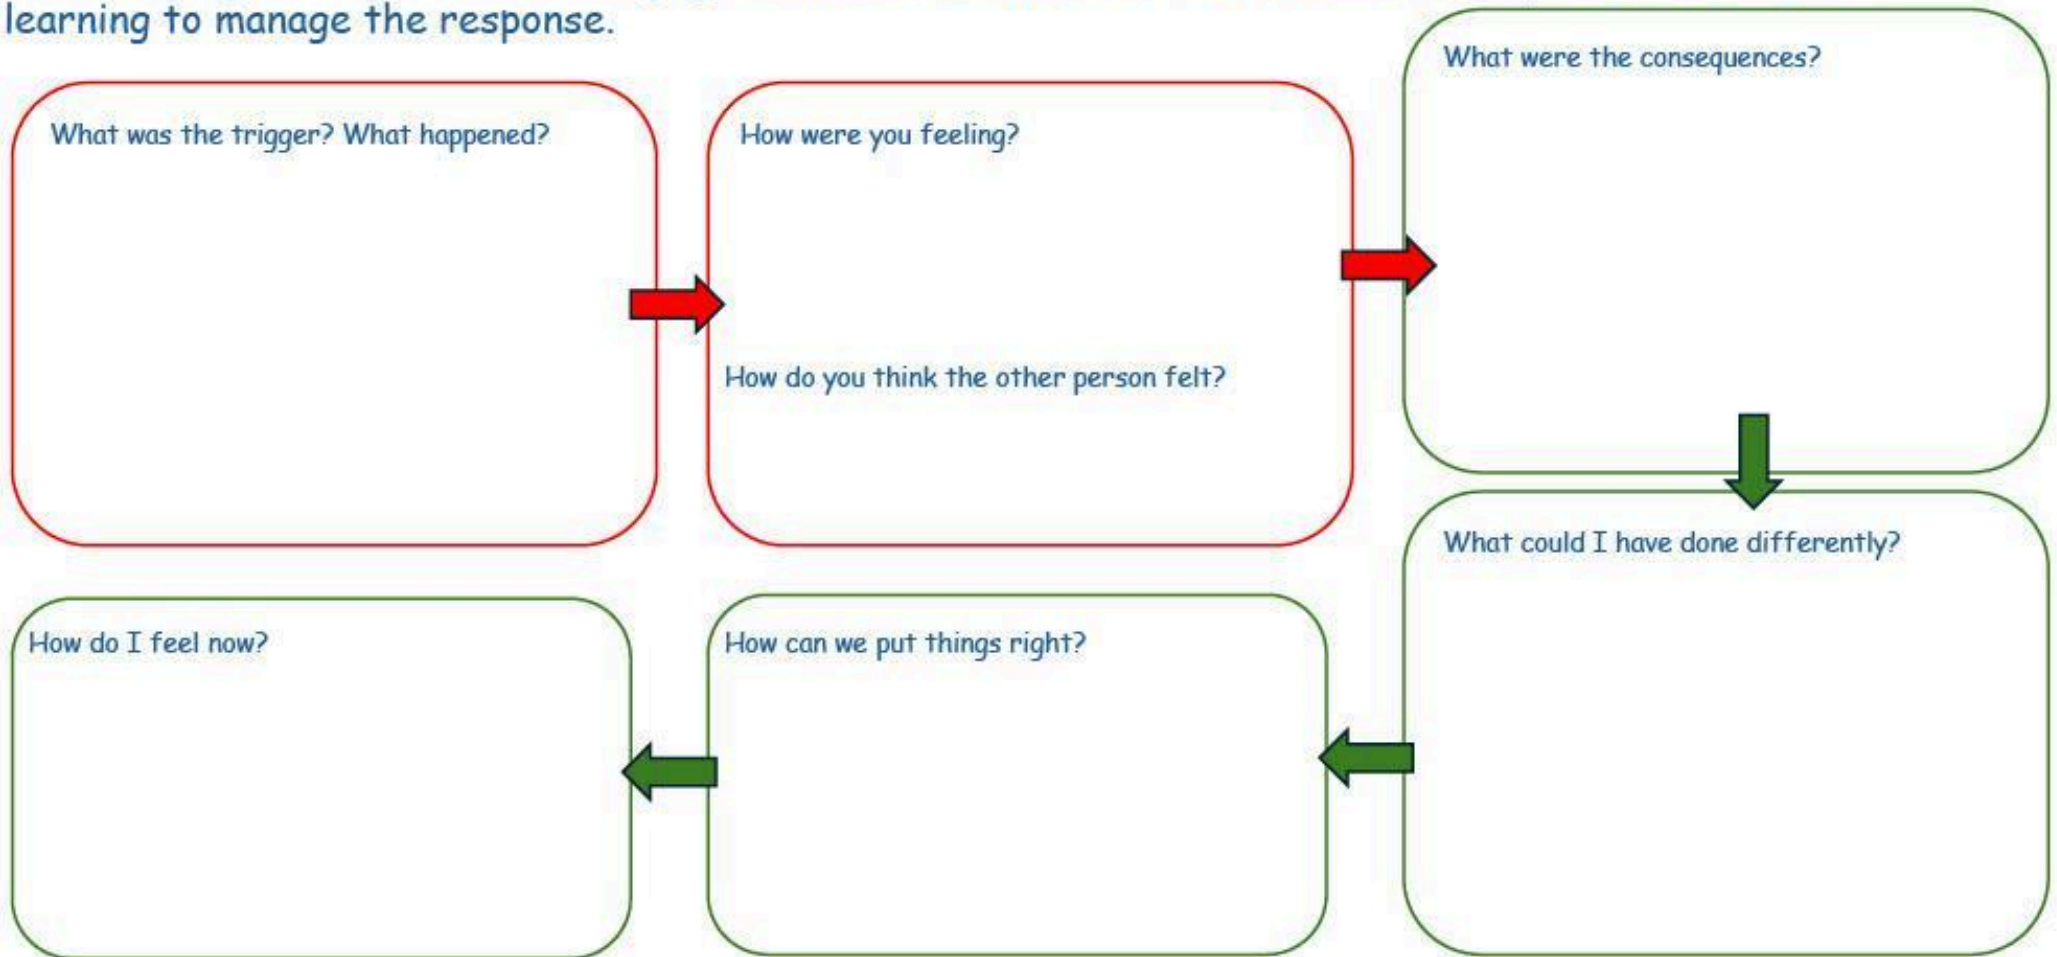 learning to manage the response.
What was the trigger? What happened?
How were you feeling?
How do you think the other person felt?
What were the consequences?
What could I have done differently?
How can we put things right?
How do I feel now?